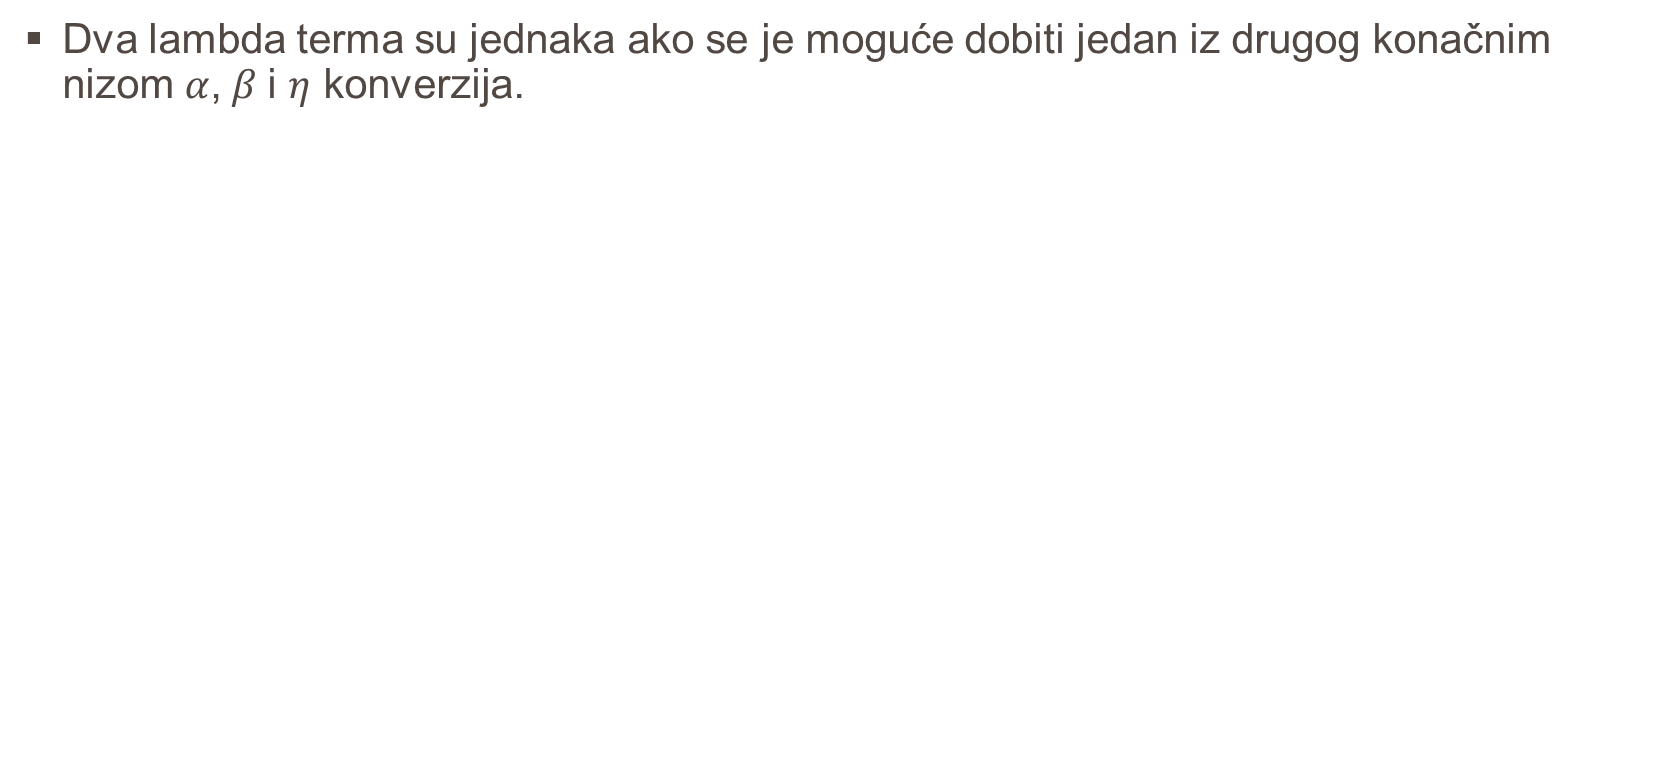 ▪ Dva lambda terma su jednaka ako se je moguće dobiti jedan iz drugog konačnim
nizom 𝛼, 𝛽 i 𝜂 konverzija.